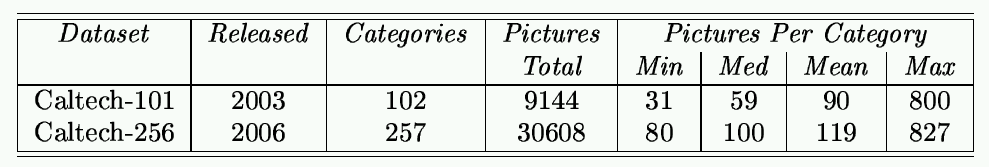 Dataset Released Categories Pictures Pictures Per Category
Total Min Med Mean Max
Caltech-101 2003 102 9144 31 59 90 800
Caltech-256 2006 257 30608 80 100 119 827